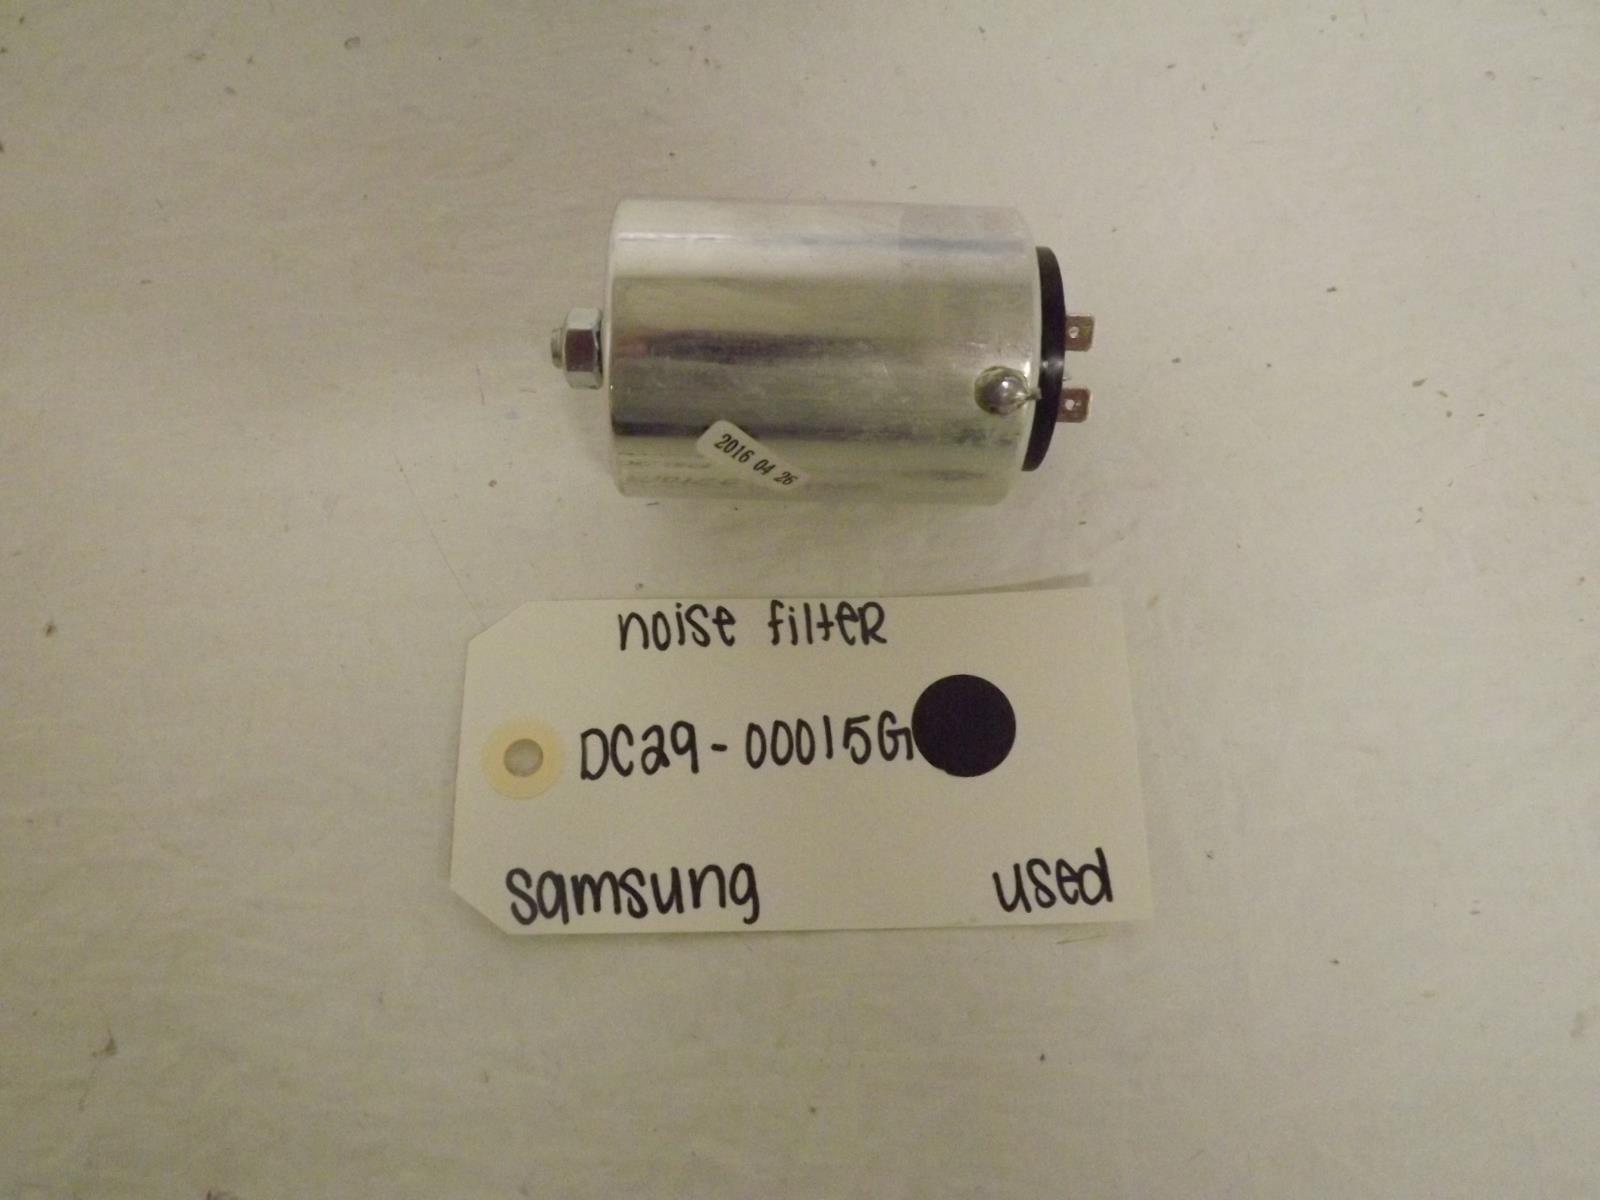 2016 04 26
noise filter
DC29-00015G
samsung
used